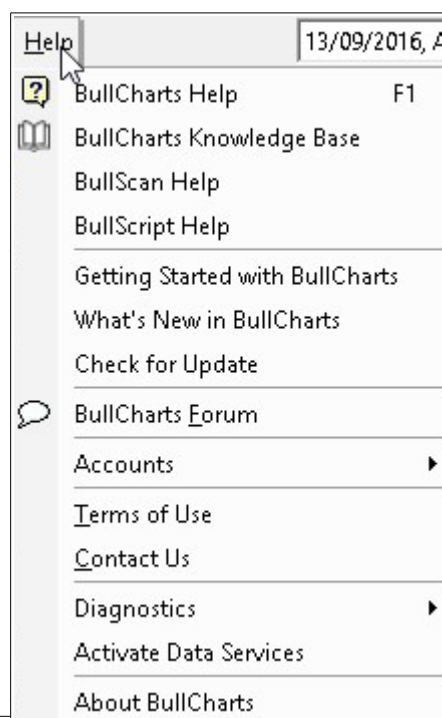 Help 13/09/2016, A
BullCharts Help F1
BullCharts Knowledge Base
BullScan Help
BullScript Help
Getting Started with BullCharts
What's New in BullCharts
Check for Update
BullCharts Forum
Accounts
Terms of Use
Contact Us
Diagnostics
Activate Data Services
About BullCharts